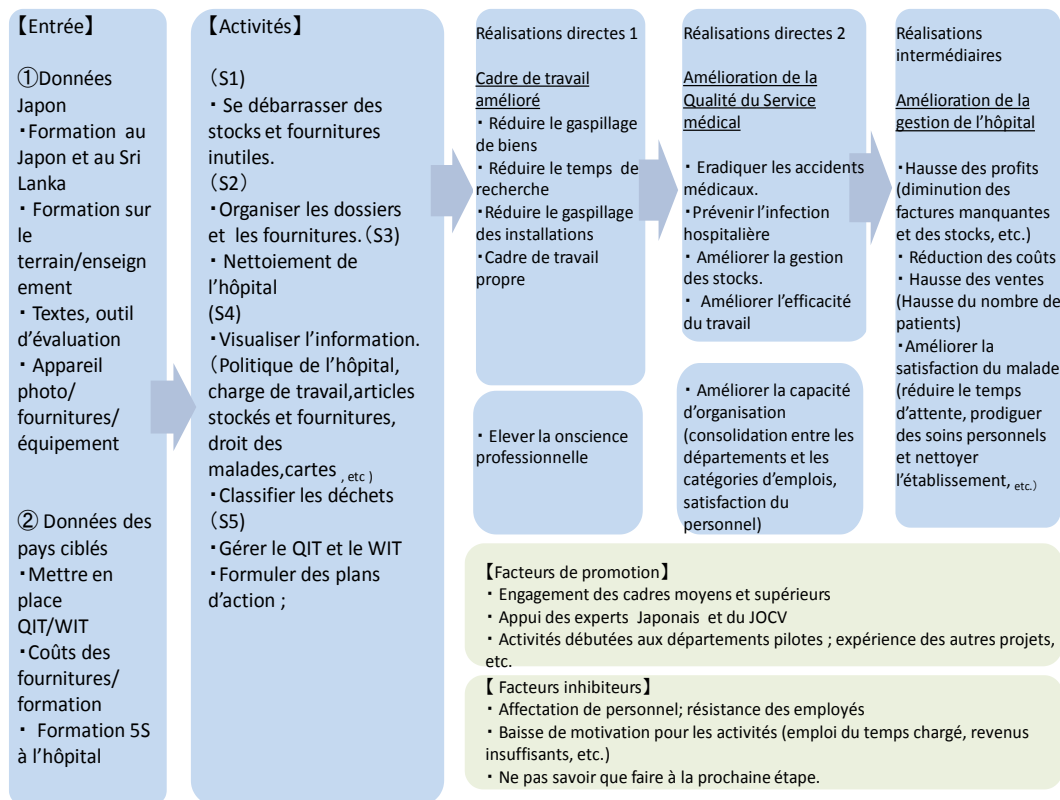 【Entrée】
①Données
Japon
・Formation au
Japon et au Sri
Lanka
・ Formation sur
le
terrain/enseign
ement
・ Textes, outil
d’évaluation
・ Appareil
photo/
fournitures/
équipement
② Données des
pays ciblés
・Mettre en
place
QIT/WIT
・Coûts des
fournitures/
formation
・ Formation 5S
à l’hôpital
【Activités】
(S1)
・ Se débarrasser des
stocks et fournitures
inutiles.
(S2)
・Organiser les dossiers
et les fournitures.(S3)
・ Nettoiement de
l’hôpital
(S4)
・Visualiser l’information.
(Politique de l’hôpital,
charge de travail,articles
stockés et fournitures,
droit des
malades,cartes , etc )
・Classifier les déchets
(S5)
・Gérer le QIT et le WIT
・Formuler des plans
d’action ;
Réalisations directes 1
Cadre de travail
amélioré
・ Réduire le gaspillage
de biens
・Réduire le temps de
recherche
・Réduire le gaspillage
des installations
・Cadre de travail
propre
・ Elever la onscience
professionnelle
Réalisations directes 2
Amélioration de la
Qualité du Service
médical
・ Eradiquer les accidents
médicaux.
・Prévenir l’infection
hospitalière
・ Améliorer la gestion
des stocks.
・ Améliorer l’efficacité
du travail
・ Améliorer la capacité
d’organisation
(consolidation entre les
départements et les
catégories d’emplois,
satisfaction du
personnel)
Réalisations
intermédiaires
Amélioration de la
gestion de l’hôpital
・Hausse des profits
(diminution des
factures manquantes
et des stocks, etc.)
・ Réduction des coûts
・ Hausse des ventes
(Hausse du nombre de
patients)
・Améliorer la
satisfaction du malade
(réduire le temps
d’attente, prodiguer
des soins personnels
et nettoyer
l’établissement, etc.)
【Facteurs de promotion】
・ Engagement des cadres moyens et supérieurs
・ Appui des experts Japonais et du JOCV
・ Activités débutées aux départements pilotes ; expérience des autres projets,
etc.
【 Facteurs inhibiteurs】
・ Affectation de personnel; résistance des employés
・ Baisse de motivation pour les activités (emploi du temps chargé, revenus
insuffisants, etc.)
・ Ne pas savoir que faire à la prochaine étape.